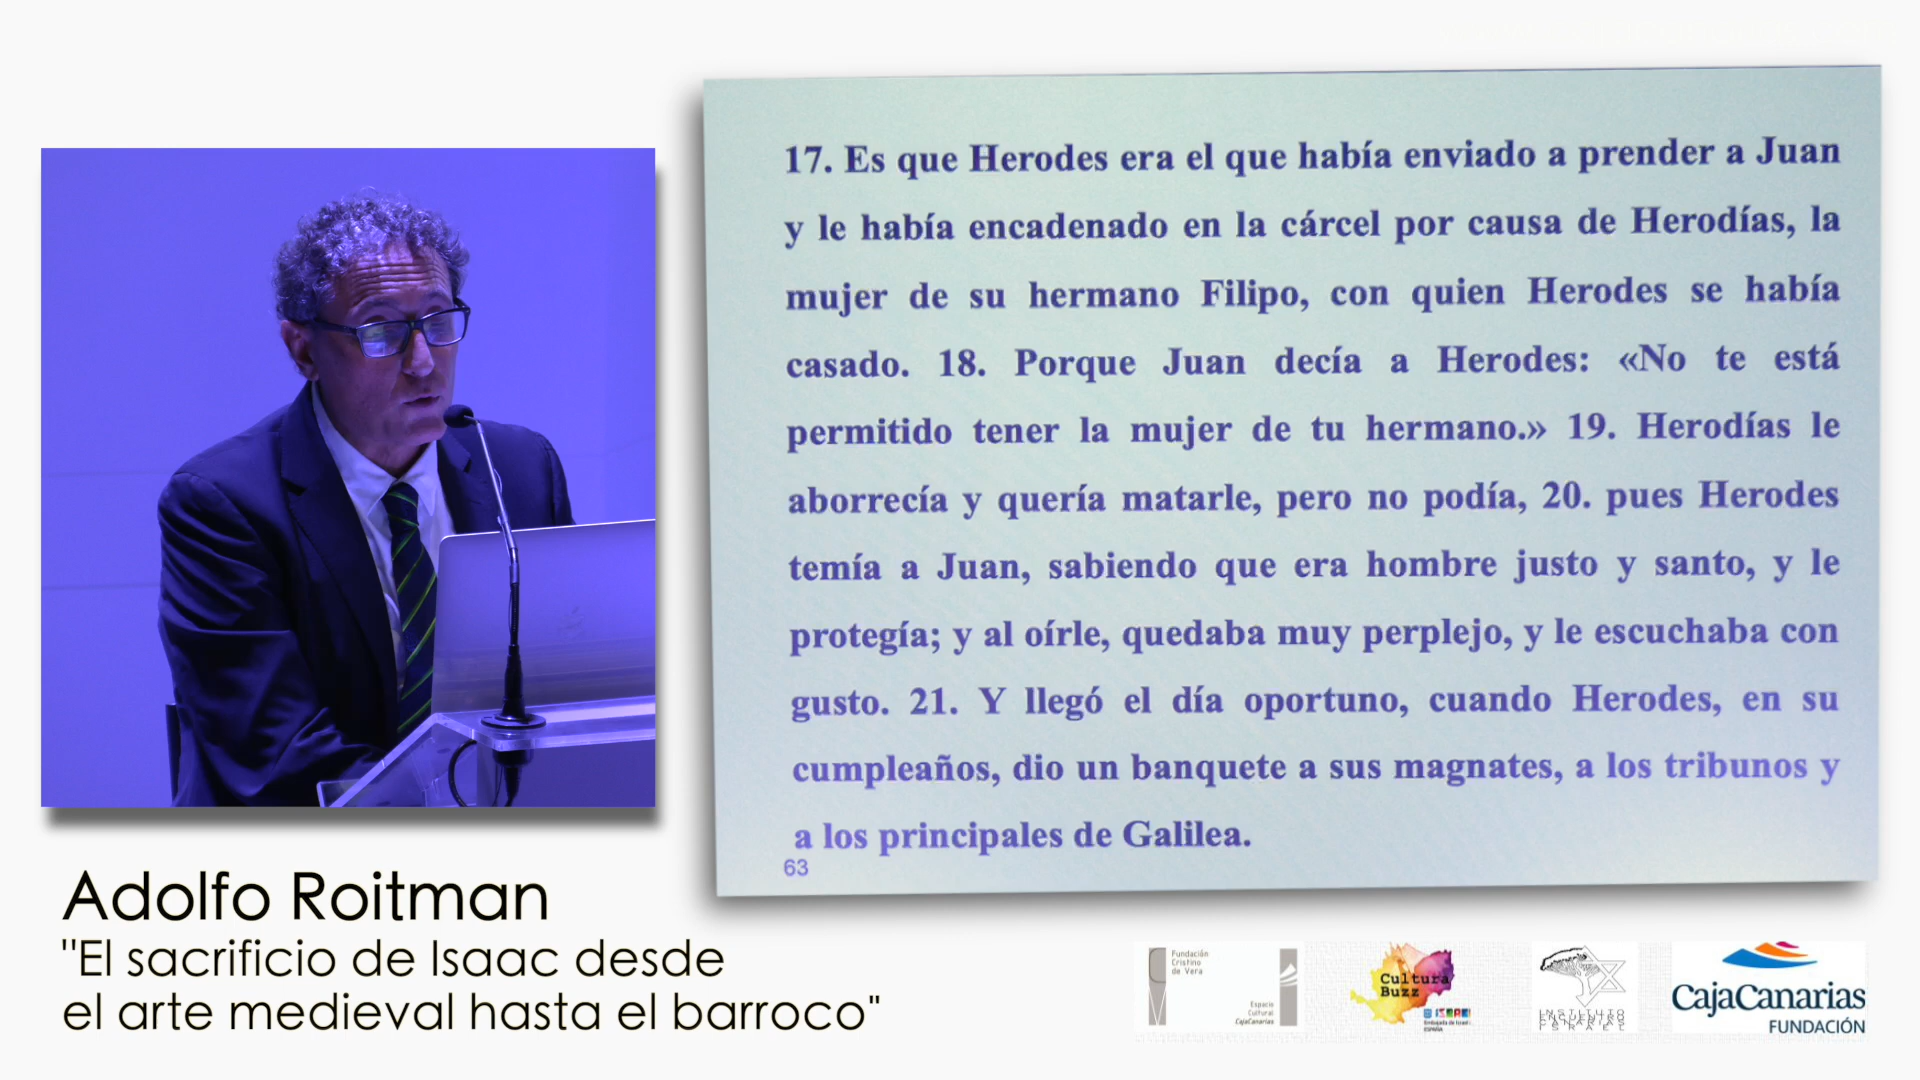 17. Es que Herodes era el que había enviado a prender a Juan
y le había encadenado en la cárcel por causa de Herodías, la
mujer de su hermano Filipo, con quien Herodes se había
casado. 18. Porque Juan decía a Herodes: «No te está
permitido tener la mujer de tu hermano.» 19. Herodías le
aborrecía y quería matarle, pero no podía, 20. pues Herodes
temía a Juan, sabiendo que era hombre justo y santo, y le
protegía; y al oírle, quedaba muy perplejo, y le escuchaba con
gusto. 21. Y llegó el día oportuno, cuando Herodes, en su
cumpleaños, dio un banquete a sus magnates, a los tribunos y
a los principales de Galilea.
63
Adolfo Roitman
"El sacrificio de Isaac desde
el arte medieval hasta el barroco"
Fundación
Cristino
de Vera
Espacio
Cultural
CajaCanarias
Cultura
Buzz
ISRAEL
Embajada de Israel
ESPAÑA
CajaCanarias
FUNDACIÓN